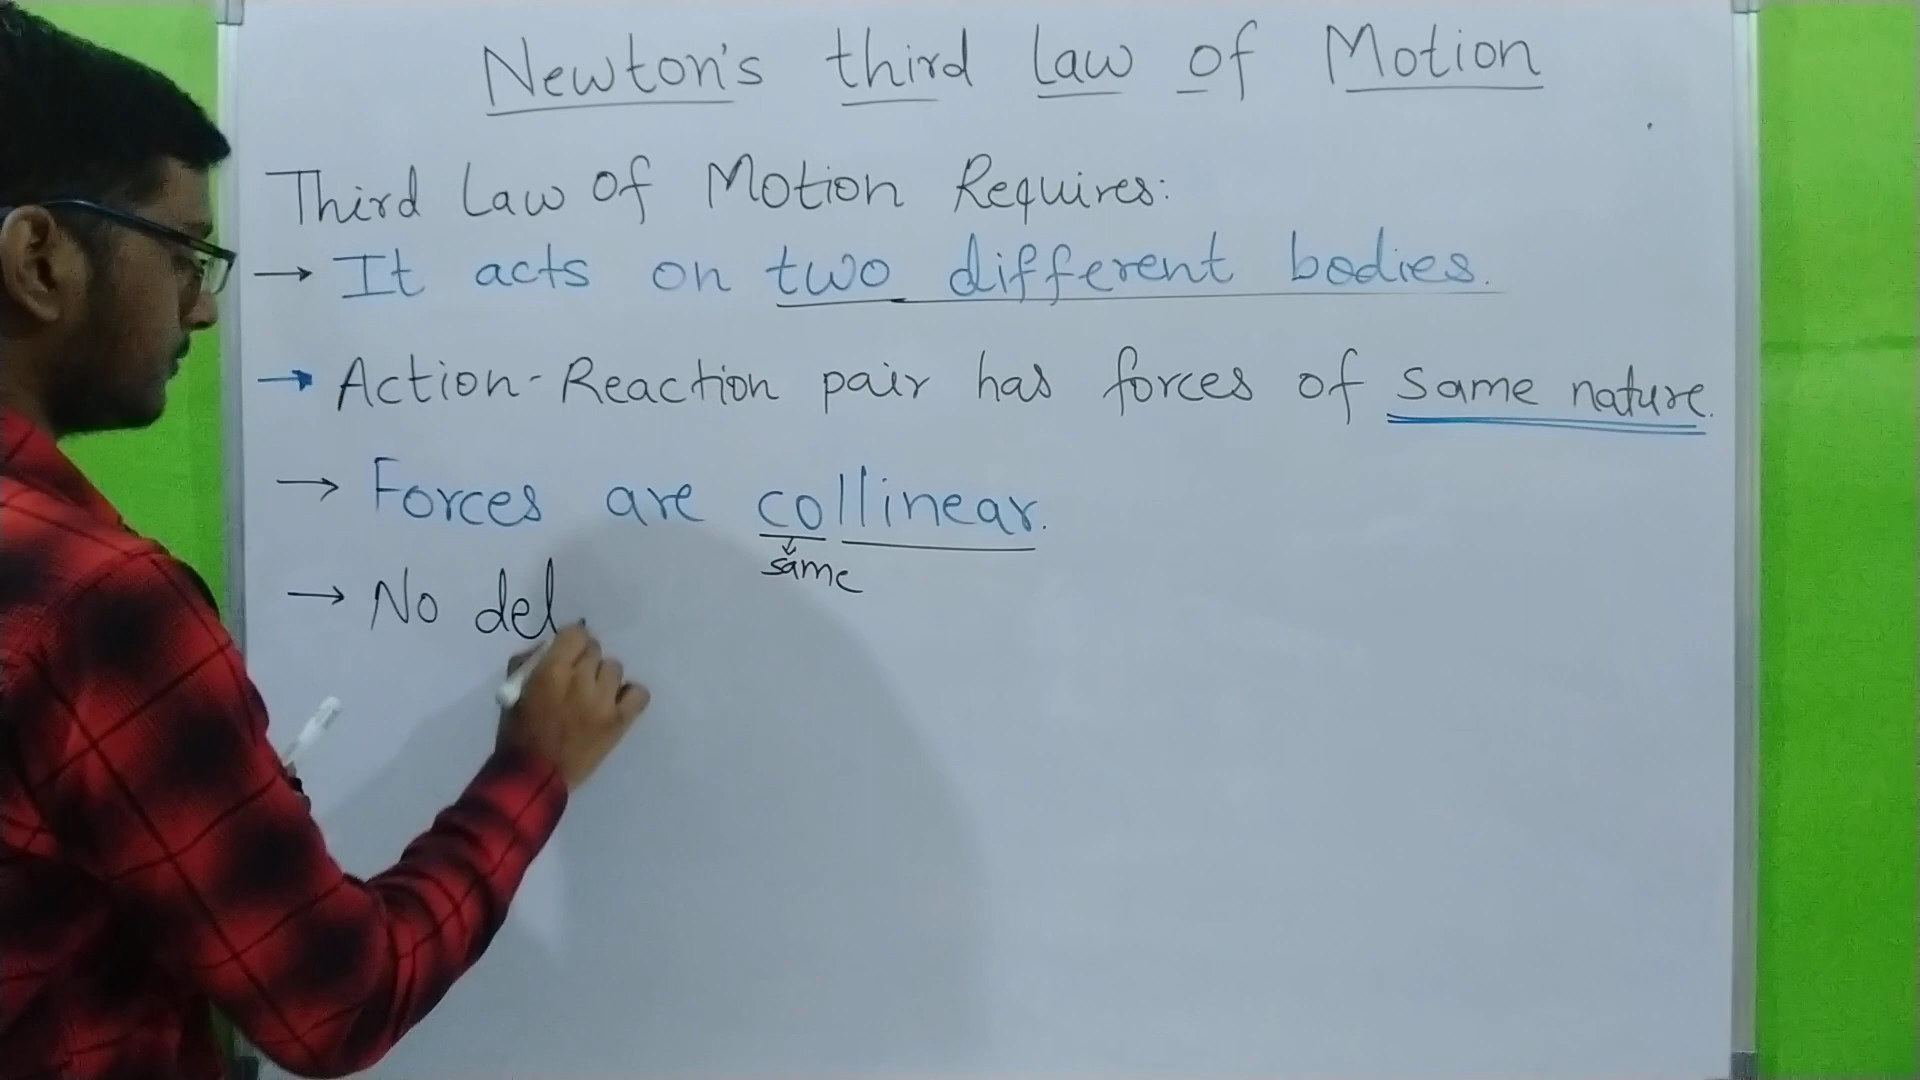 Newton's third law of Motion
Third Law Of Motion Requires:
→ It acts on two different bodies.
→ Action-Reaction pair has forces of same nature.
→ Forces are collinear.
same
→ No del